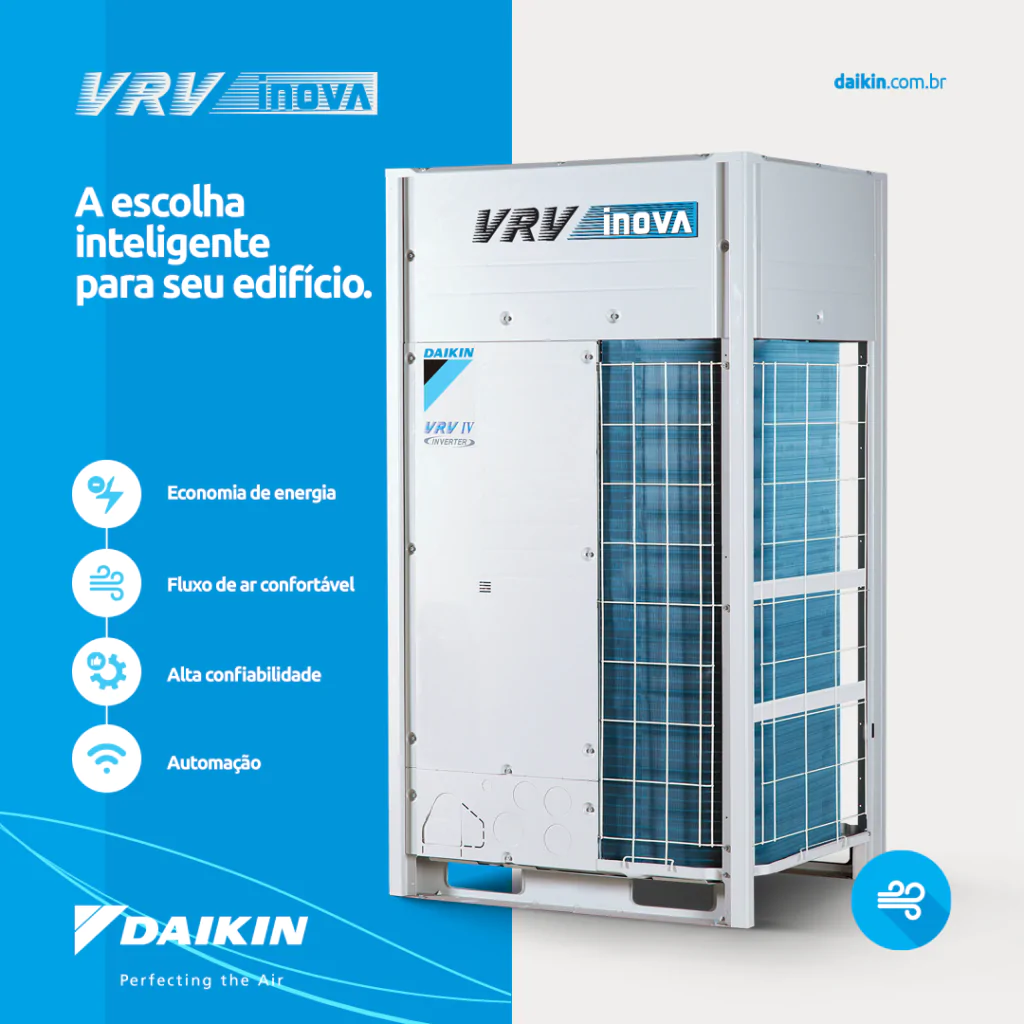 VRV inova
daikin.com.br
A escolha
inteligente
para seu edifício.
VRV inova
DAIKIN
VRV IV
INVERTER
Economia de energia
Fluxo de ar confortável
Alta confiabilidade
Automação
DAIKIN
Perfecting the Air